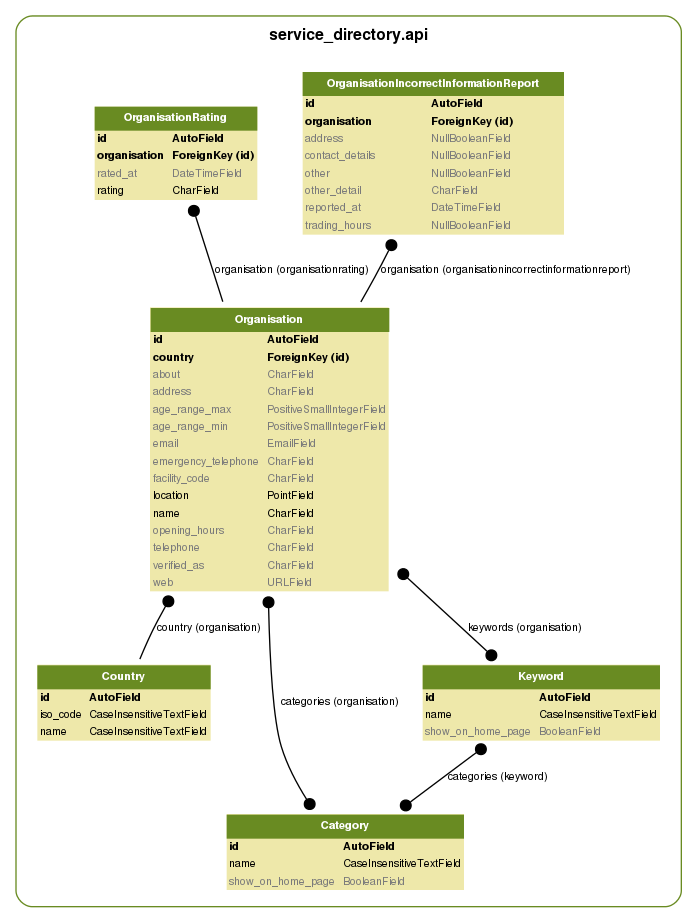 service_directory.api
OrganisationRating
id AutoField
organisation ForeignKey (id)
rated_at DateTimeField
rating CharField
OrganisationIncorrectInformationReport
id AutoField
organisation ForeignKey (id)
address NullBooleanField
contact_details NullBooleanField
other NullBooleanField
other_detail CharField
reported_at DateTimeField
trading_hours NullBooleanField
organisation (organisationrating)
organisation (organisationincorrectinformationreport)
Organisation
id AutoField
country ForeignKey (id)
about CharField
address CharField
age_range_max PositiveSmallIntegerField
age_range_min PositiveSmallIntegerField
email EmailField
emergency_telephone CharField
facility_code CharField
location PointField
name CharField
opening_hours CharField
telephone CharField
verified_as CharField
web URLField
country (organisation)
keywords (organisation)
Country
id AutoField
iso_code CaseInsensitiveTextField
name CaseInsensitiveTextField
categories (organisation)
Keyword
id AutoField
name CaseInsensitiveTextField
show_on_home_page BooleanField
categories (keyword)
Category
id AutoField
name CaseInsensitiveTextField
show_on_home_page BooleanField